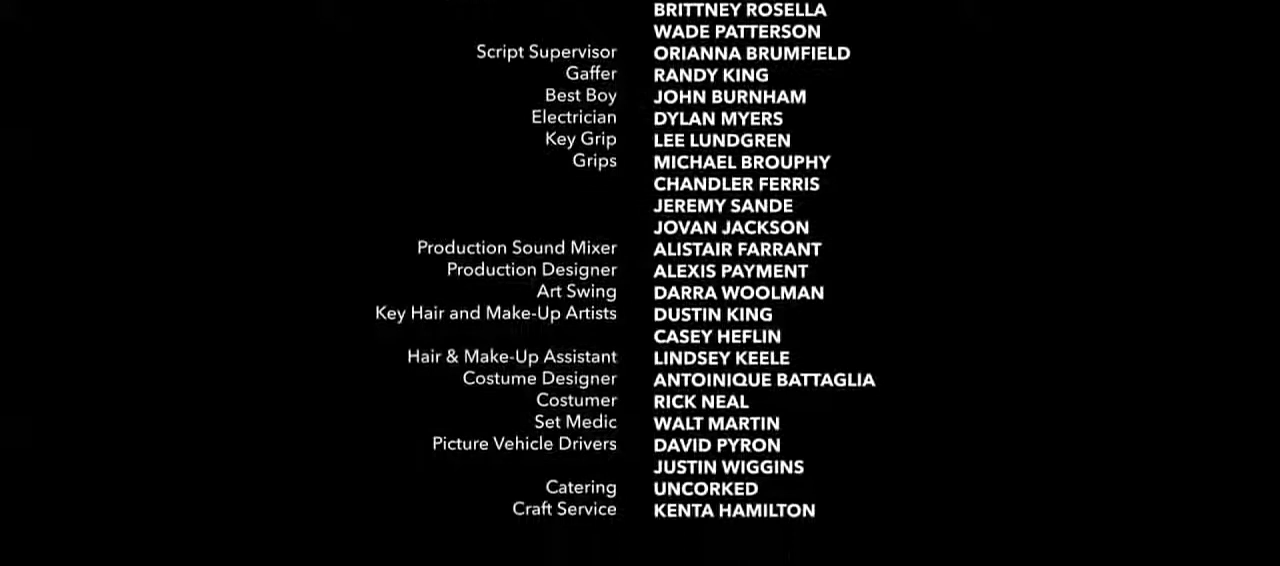 BRITTNEY ROSELLA
WADE PATTERSON
Script Supervisor ORIANNA BRUMFIELD
Gaffer RANDY KING
Best Boy JOHN BURNHAM
Electrician DYLAN MYERS
Key Grip LEE LUNDGREN
Grips MICHAEL BROUPHY
CHANDLER FERRIS
JEREMY SANDE
JOVAN JACKSON
Production Sound Mixer ALISTAIR FARRANT
Production Designer ALEXIS PAYMENT
Art Swing DARRA WOOLMAN
Key Hair and Make-Up Artists DUSTIN KING
CASEY HEFLIN
Hair & Make-Up Assistant LINDSEY KEELE
Costume Designer ANTOINIQUE BATTAGLIA
Costumer RICK NEAL
Set Medic WALT MARTIN
Picture Vehicle Drivers DAVID PYRON
JUSTIN WIGGINS
Catering UNCORKED
Craft Service KENTA HAMILTON